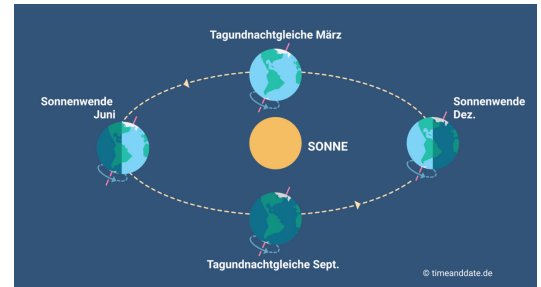 Tagundnachtgleiche März
Sonnenwende
Juni
Sonnenwende
Dez.
SONNE
Tagundnachtgleiche Sept.
© timeanddate.de